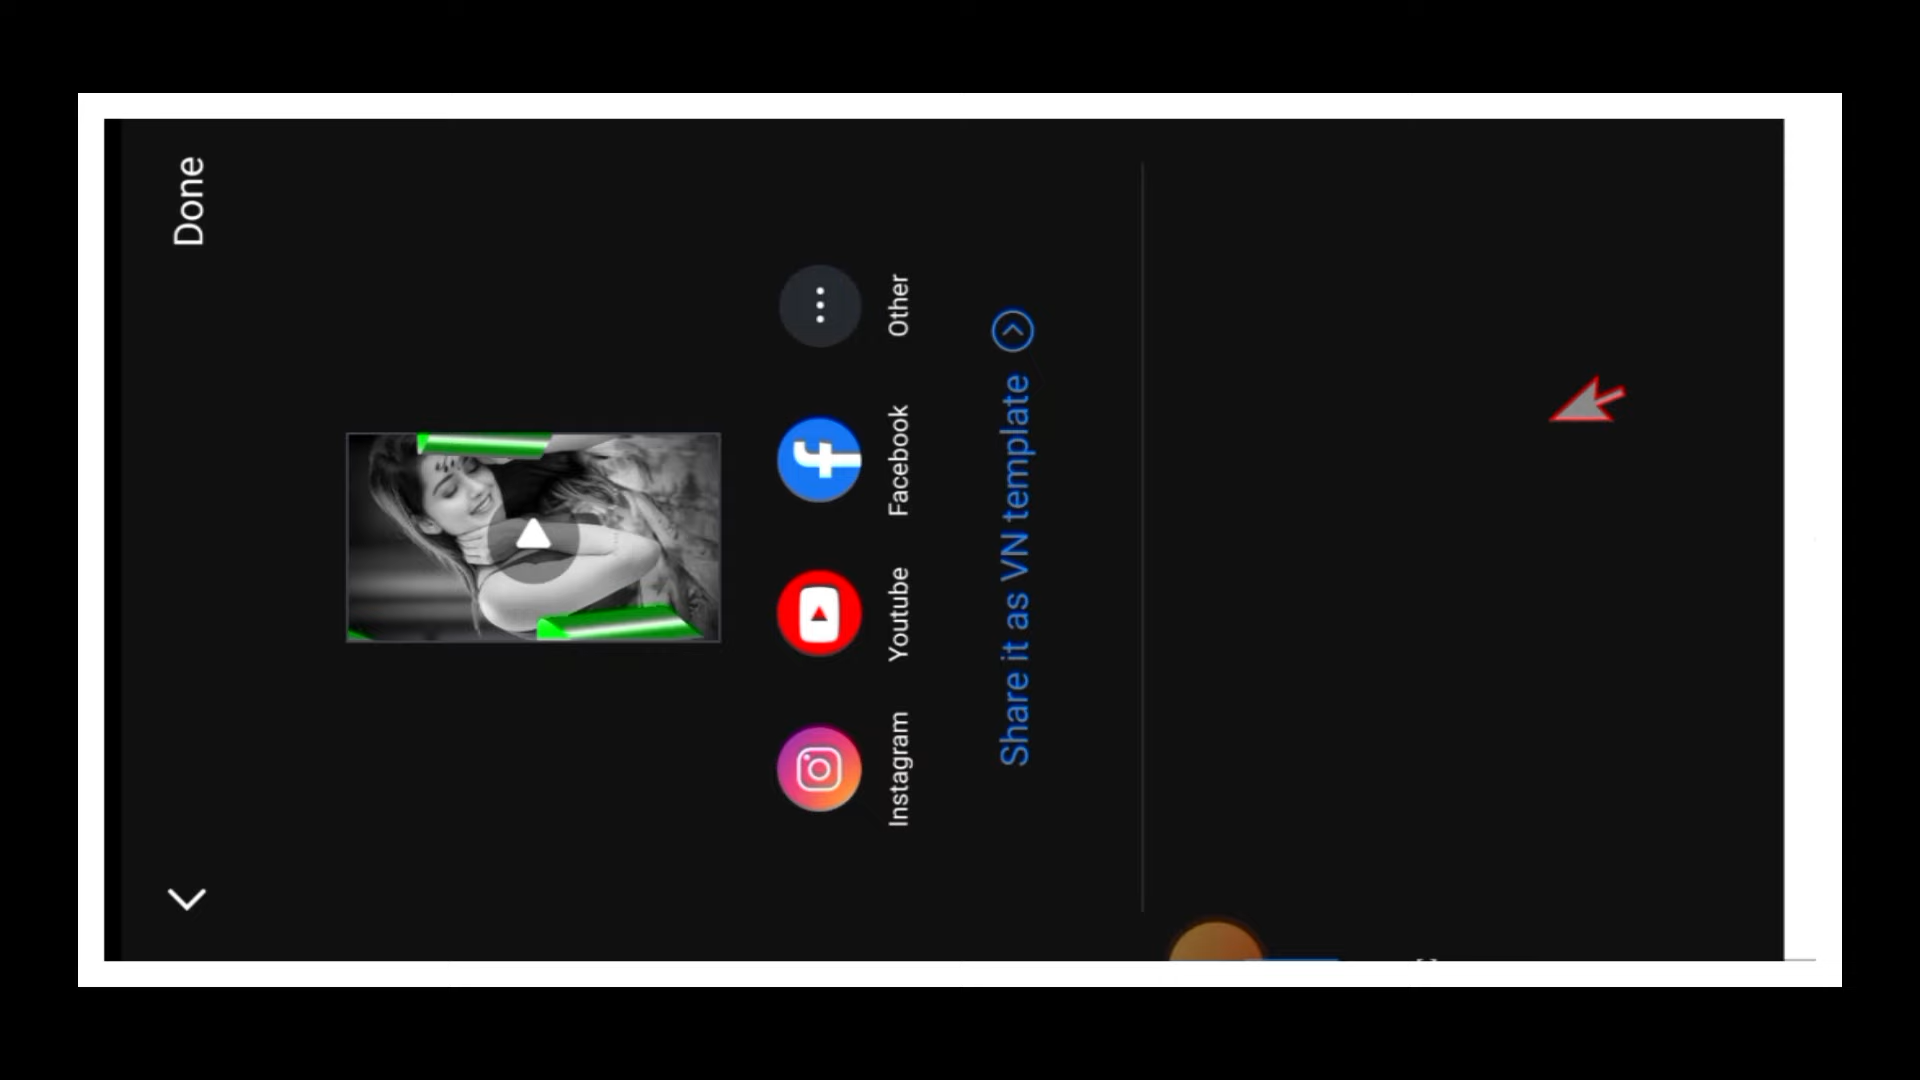 Done
Instagram
Youtube
Facebook
Other
Share it as VN template